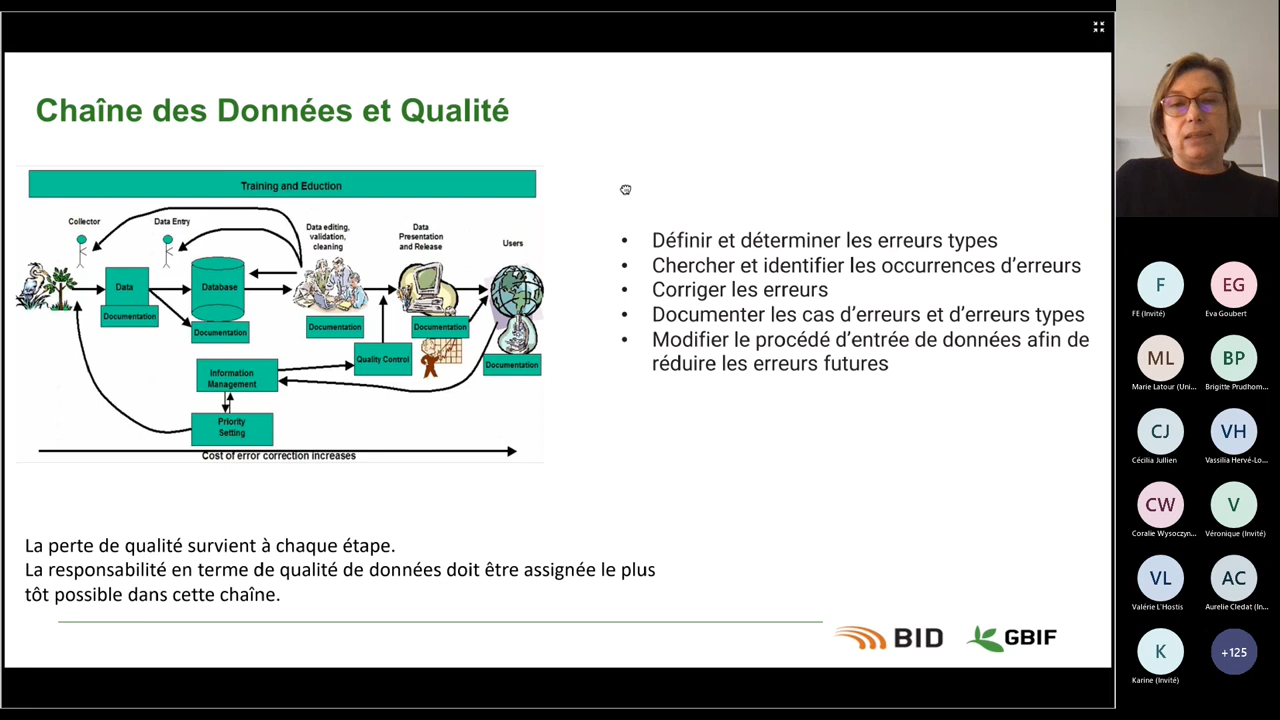 Chaîne des Données et Qualité
Training and Eduction
Collector
Data Entry
Data editing,
validation,
cleaning
Data
Presentation
and Release
Users
Data
Database
Documentation
Documentation
Documentation
Documentation
Documentation
Quality Control
Information
Management
Priority
Setting
Cost of error correction increases
• Définir et déterminer les erreurs types
• Chercher et identifier les occurrences d’erreurs
• Corriger les erreurs
• Documenter les cas d’erreurs et d’erreurs types
• Modifier le procédé d’entrée de données afin de
réduire les erreurs futures
La perte de qualité survient à chaque étape.
La responsabilité en terme de qualité de données doit être assignée le plus
tôt possible dans cette chaîne.
BID
GBIF
F
FE (Invité)
EG
Eva Goubert
ML
Marie Latour (Uni...
BP
Brigitte Prudhom...
CJ
Cécilia Jullien
VH
Vassilia Hervé-Lo...
CW
Coralie Wysoczyn...
V
Véronique (Invité)
VL
Valérie L'Hostis
AC
Aurelie Cledat (In...
K
Karine (Invité)
+125